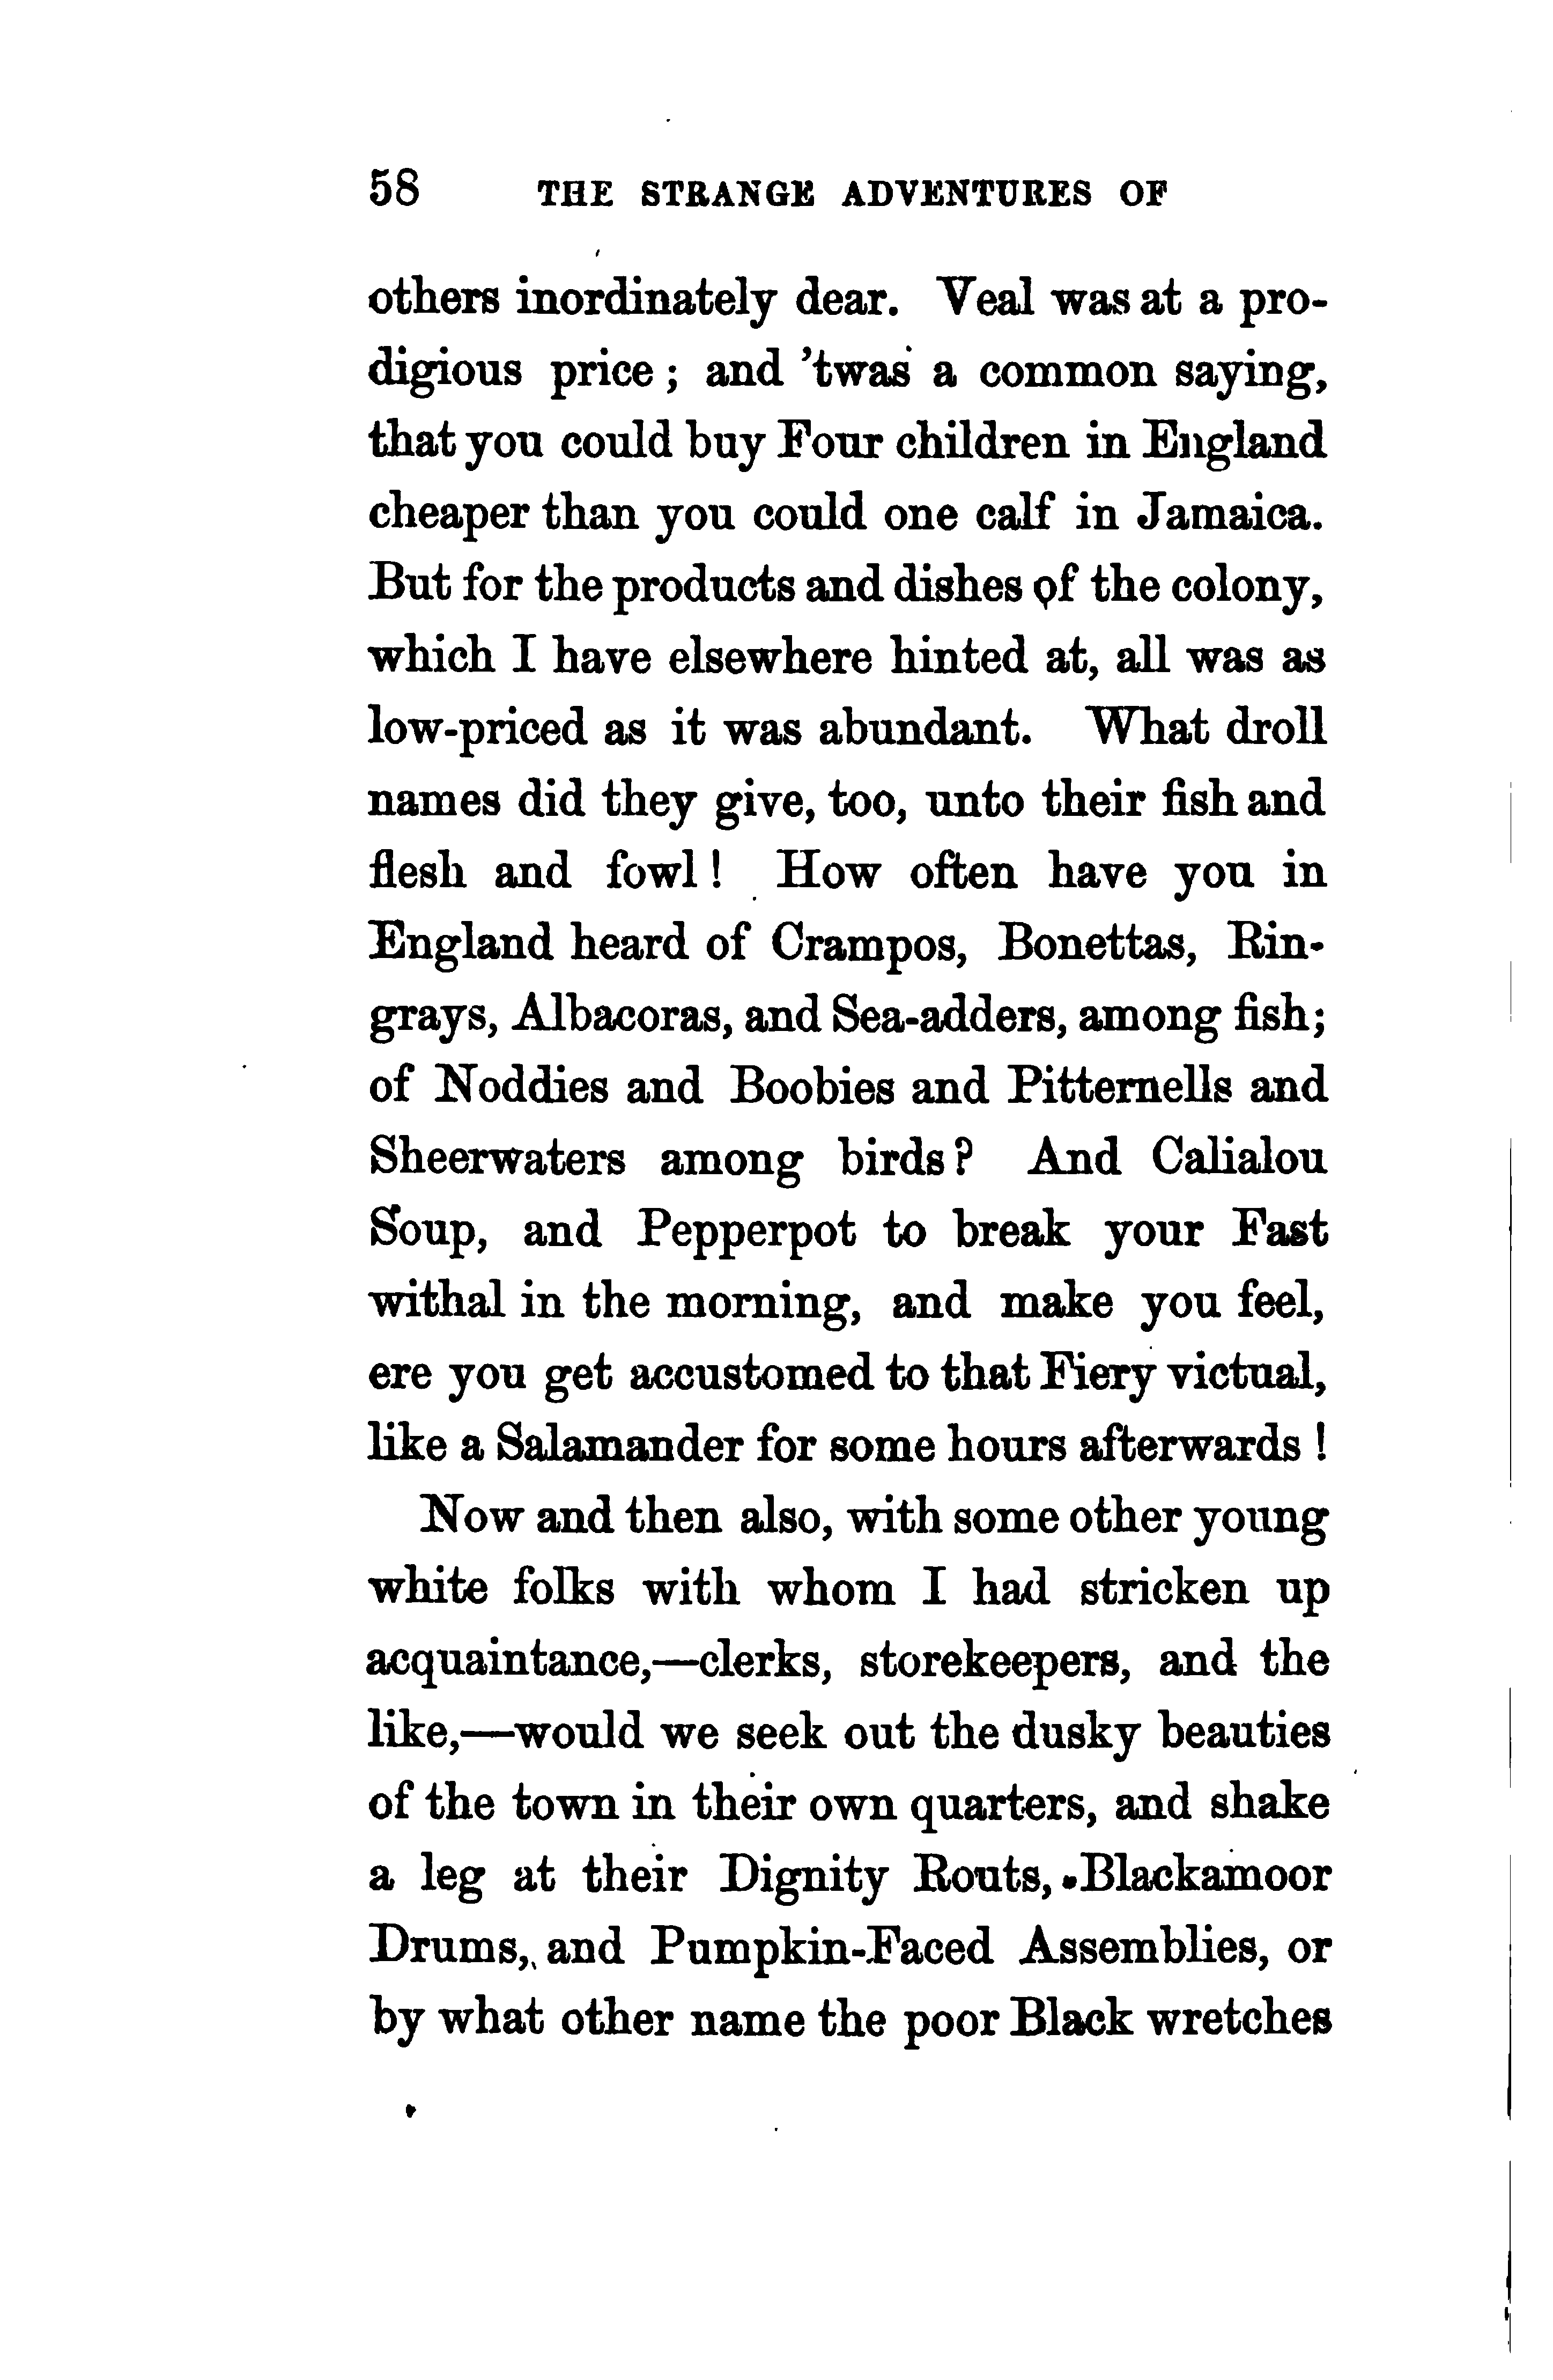 58 THE STRANGE ADVENTURES OF
others inordinately dear. Veal was at a pro-
digious price; and 'twas a common saying,
that you could buy Four children in England
cheaper than you could one calf in Jamaica.
But for the products and dishes of the colony,
which I have elsewhere hinted at, all was as
low-priced as it was abundant. What droll
names did they give, too, unto their fish and
flesh and fowl! How often have you in
England heard of Crampos, Bonettas, Rin-
grays, Albacoras, and Sea-adders, among fish;
of Noddies and Boobies and Pitternells and
Sheerwaters among birds? And Calialou
Soup, and Pepperpot to break your Fast
withal in the morning, and make you feel,
ere you get accustomed to that Fiery victual,
like a Salamander for some hours afterwards!
Now and then also, with some other young
white folks with whom I had stricken up
acquaintance,—clerks, storekeepers, and the
like,—would we seek out the dusky beauties
of the town in their own quarters, and shake
a leg at their Dignity Routs, Blackamoor
Drums, and Pumpkin-Faced Assemblies, or
by what other name the poor Black wretches